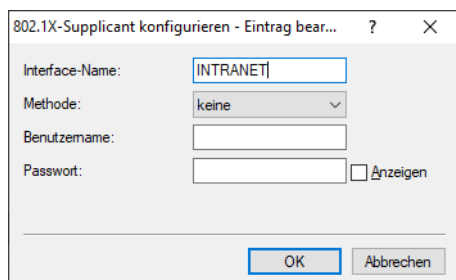 802.1X-Supplicant konfigurieren - Eintrag bear... ? ✕
Interface-Name: INTRANET
Methode: keine
Benutzername:
Passwort: Anzeigen
OK Abbrechen